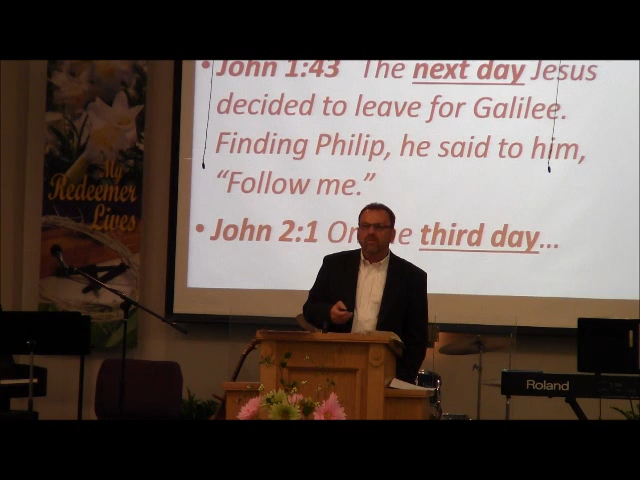 • John 1:43 The next day Jesus
decided to leave for Galilee.
Finding Philip, he said to him,
“Follow me.”
• John 2:1 On the third day…
My
Redeemer
Lives
Roland